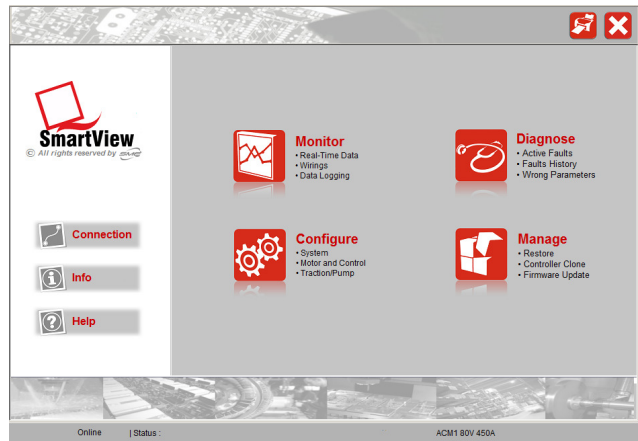 SmartView
© All rights reserved by SME
Connection
Info
Help
Monitor
• Real-Time Data
• Wirings
• Data Logging
Diagnose
• Active Faults
• Faults History
• Wrong Parameters
Configure
• System
• Motor and Control
• Traction/Pump
Manage
• Restore
• Controller Clone
• Firmware Update
Online | Status : ACM1 80V 450A